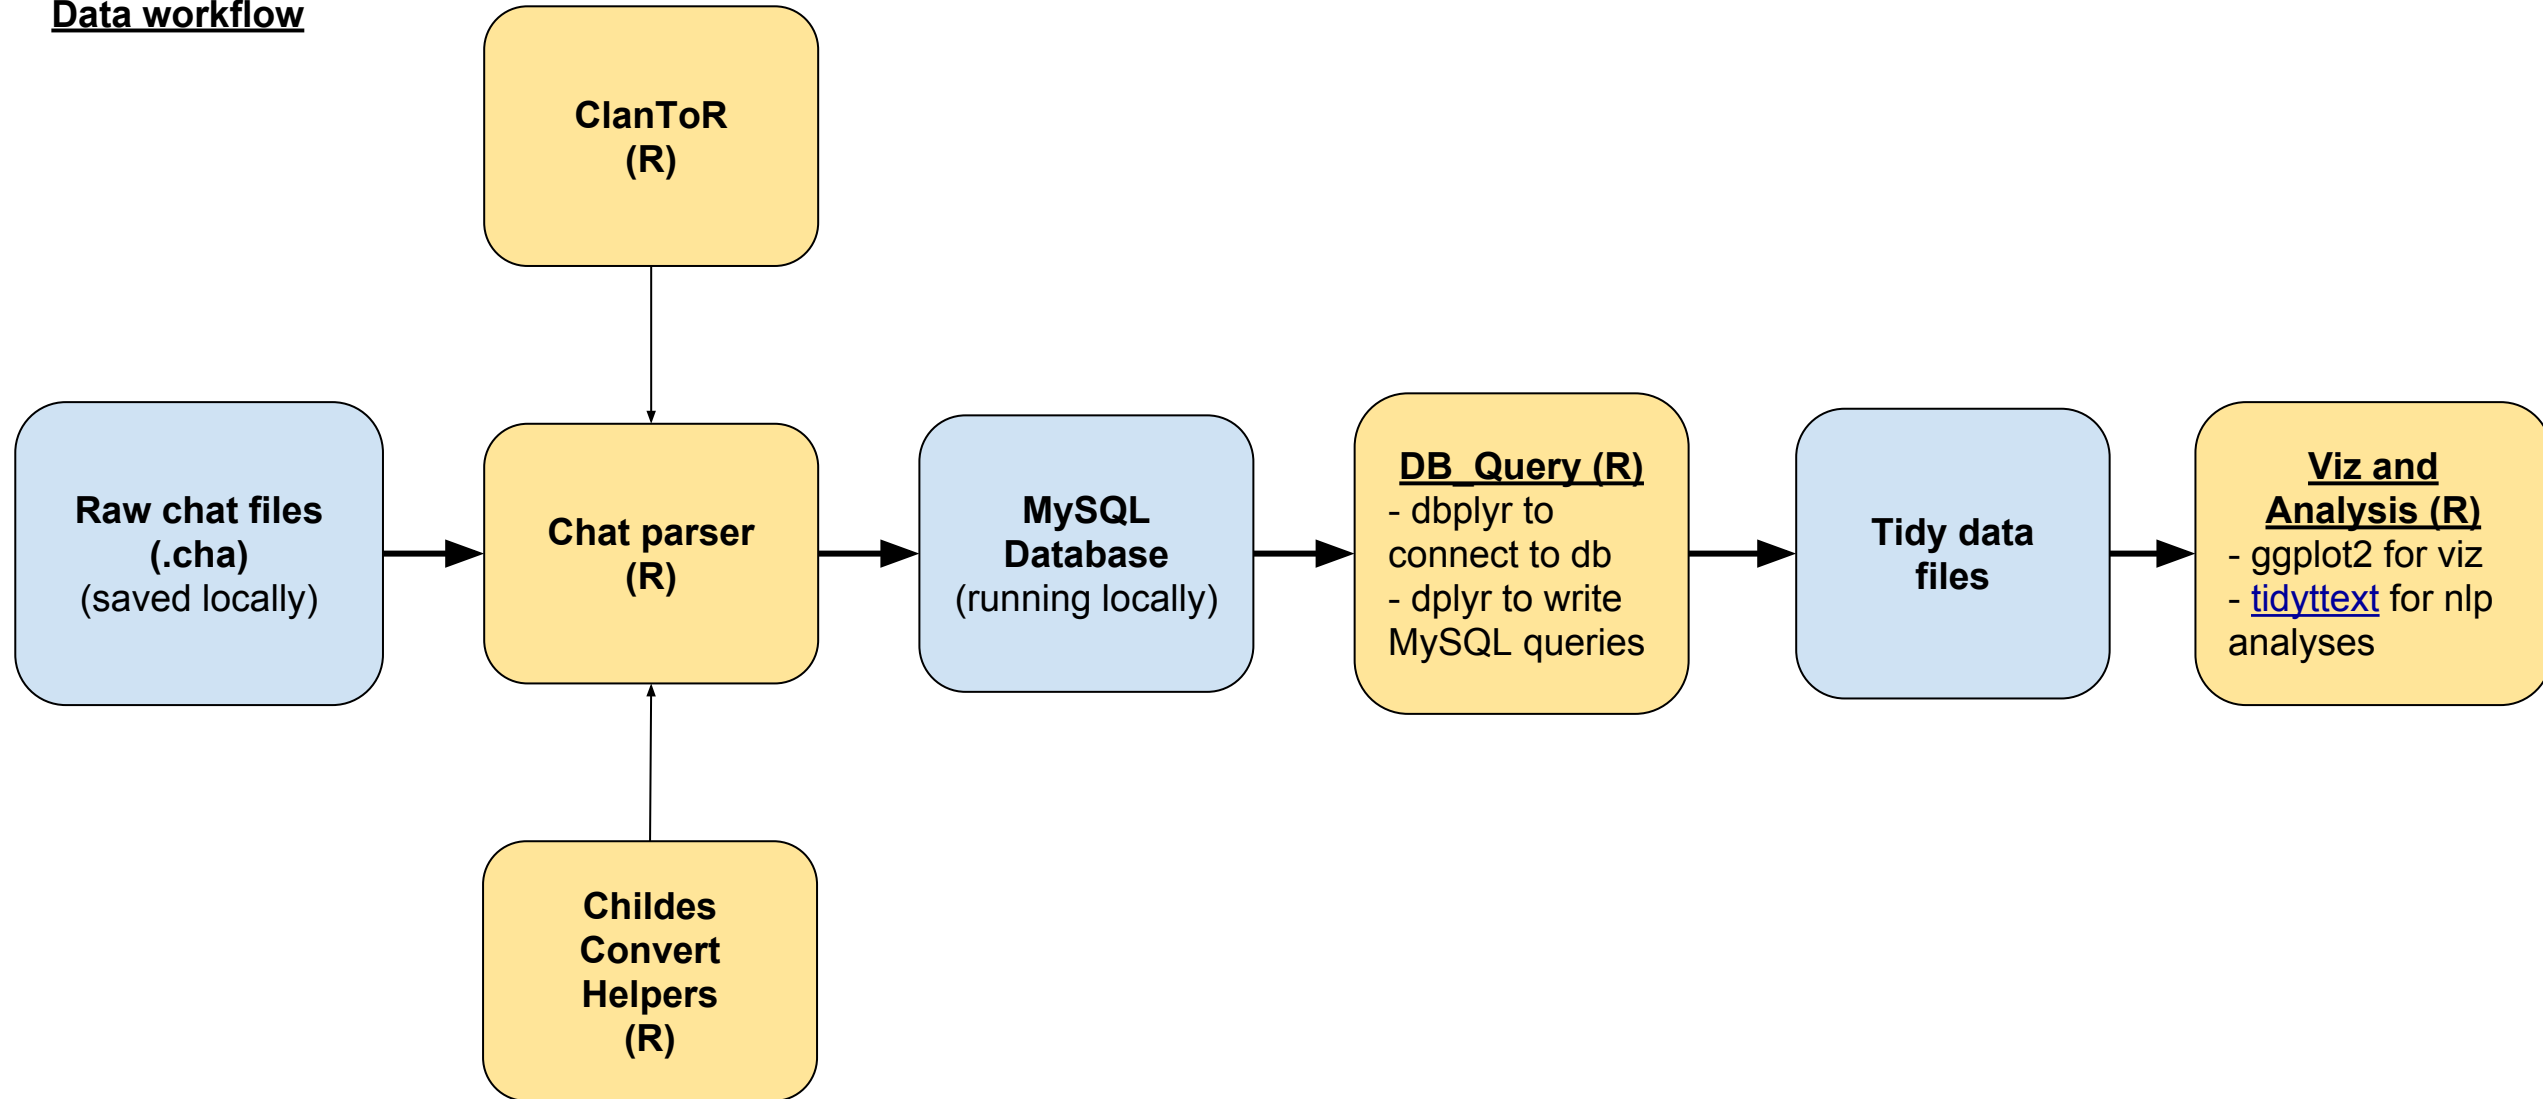 Data workflow
ClanToR
(R)
Raw chat files
(.cha)
(saved locally)
Chat parser
(R)
MySQL
Database
(running locally)
DB_Query (R)
- dbplyr to
connect to db
- dplyr to write
MySQL queries
Tidy data
files
Viz and
Analysis (R)
- ggplot2 for viz
- tidyttext for nlp
analyses
Childes
Convert
Helpers
(R)